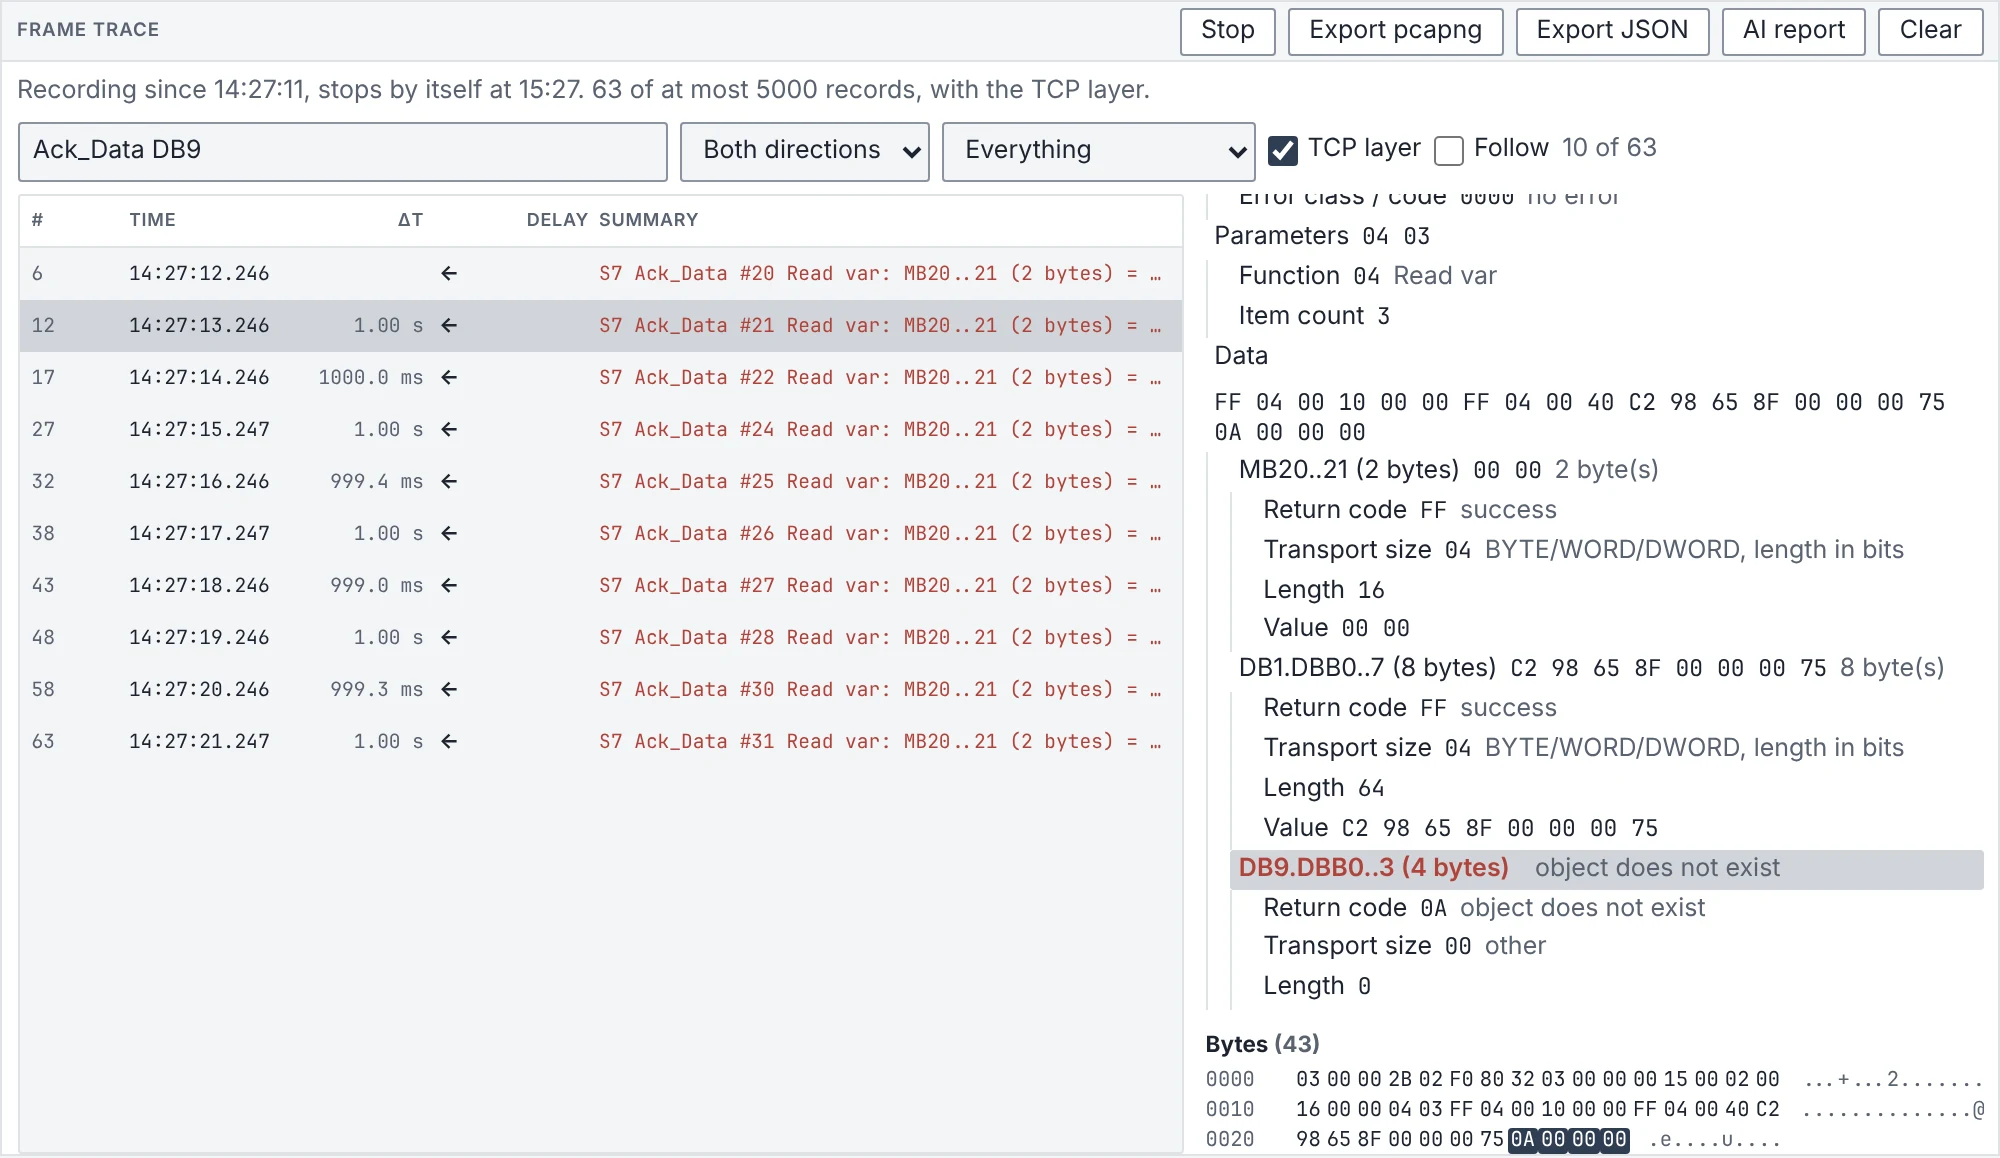 FRAME TRACE
Stop
Export pcapng
Export JSON
AI report
Clear
Recording since 14:27:11, stops by itself at 15:27. 63 of at most 5000 records, with the TCP layer.
Ack_Data DB9
Both directions
Everything
TCP layer
Follow
10 of 63
# TIME ΔT DELAY SUMMARY
6 14:27:12.246 ← S7 Ack_Data #20 Read var: MB20..21 (2 bytes) = …
12 14:27:13.246 1.00 s ← S7 Ack_Data #21 Read var: MB20..21 (2 bytes) = …
17 14:27:14.246 1000.0 ms ← S7 Ack_Data #22 Read var: MB20..21 (2 bytes) = …
27 14:27:15.247 1.00 s ← S7 Ack_Data #24 Read var: MB20..21 (2 bytes) = …
32 14:27:16.246 999.4 ms ← S7 Ack_Data #25 Read var: MB20..21 (2 bytes) = …
38 14:27:17.247 1.00 s ← S7 Ack_Data #26 Read var: MB20..21 (2 bytes) = …
43 14:27:18.246 999.0 ms ← S7 Ack_Data #27 Read var: MB20..21 (2 bytes) = …
48 14:27:19.246 1.00 s ← S7 Ack_Data #28 Read var: MB20..21 (2 bytes) = …
58 14:27:20.246 999.3 ms ← S7 Ack_Data #30 Read var: MB20..21 (2 bytes) = …
63 14:27:21.247 1.00 s ← S7 Ack_Data #31 Read var: MB20..21 (2 bytes) = …
Error class / code 0000 no error
Parameters 04 03
Function 04 Read var
Item count 3
Data
FF 04 00 10 00 00 FF 04 00 40 C2 98 65 8F 00 00 00 75
0A 00 00 00
MB20..21 (2 bytes) 00 00 2 byte(s)
Return code FF success
Transport size 04 BYTE/WORD/DWORD, length in bits
Length 16
Value 00 00
DB1.DBB0..7 (8 bytes) C2 98 65 8F 00 00 00 75 8 byte(s)
Return code FF success
Transport size 04 BYTE/WORD/DWORD, length in bits
Length 64
Value C2 98 65 8F 00 00 00 75
DB9.DBB0..3 (4 bytes) object does not exist
Return code 0A object does not exist
Transport size 00 other
Length 0
Bytes (43)
0000 03 00 00 2B 02 F0 80 32 03 00 00 00 15 00 02 00 ...+...2........
0010 16 00 00 04 03 FF 04 00 10 00 00 FF 04 00 40 C2 ..............@
0020 98 65 8F 00 00 00 75 0A 00 00 00 .e....u....